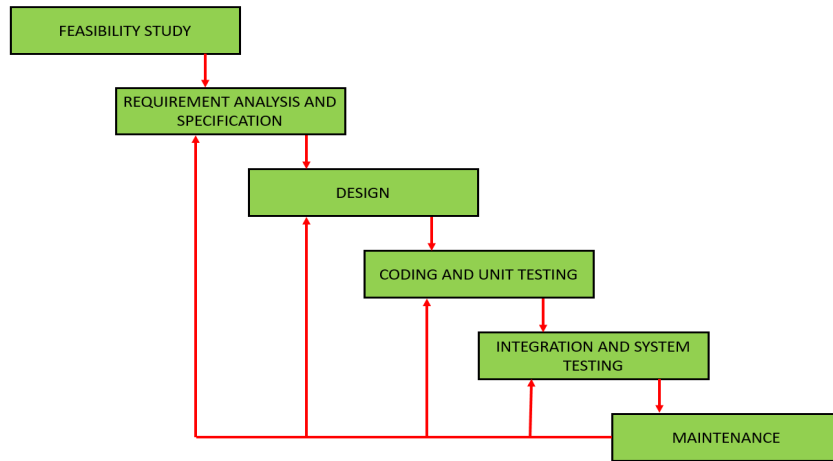 FEASIBILITY STUDY
REQUIREMENT ANALYSIS AND
SPECIFICATION
DESIGN
CODING AND UNIT TESTING
INTEGRATION AND SYSTEM
TESTING
MAINTENANCE